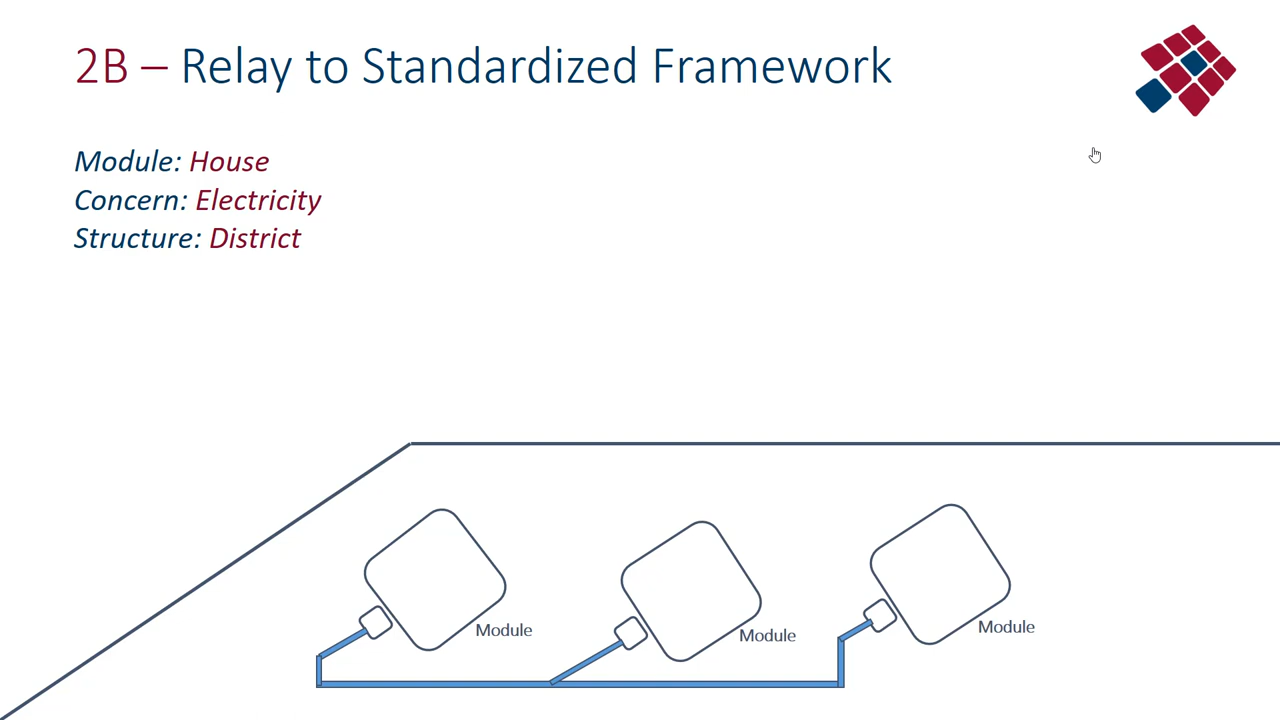 2B – Relay to Standardized Framework
Module: House
Concern: Electricity
Structure: District
Module
Module
Module